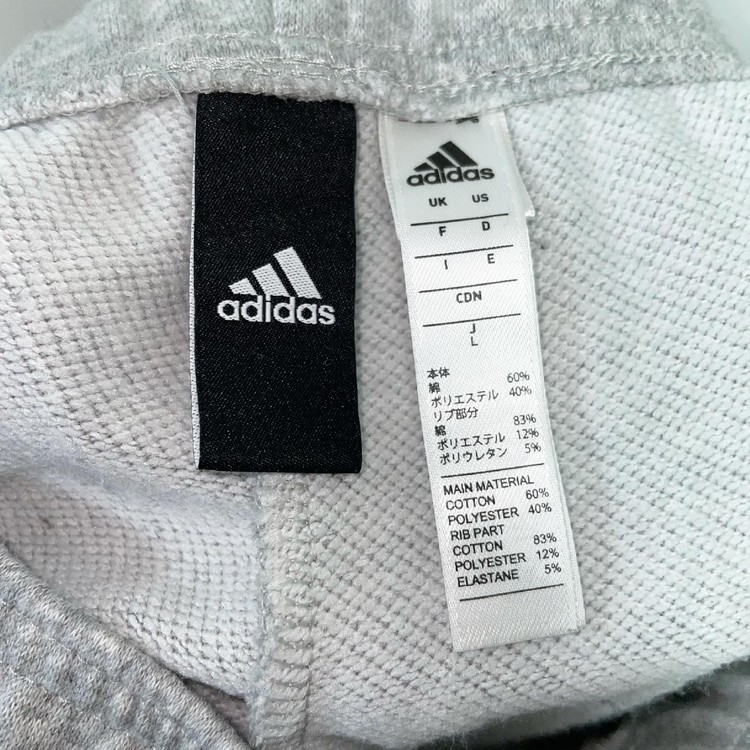 adidas
adidas
UK US
F D
I E
CDN
J
L
本体
綿 60%
ポリエステル 40%
リブ部分
綿 83%
ポリエステル 12%
ポリウレタン 5%
MAIN MATERIAL
COTTON 60%
POLYESTER 40%
RIB PART
COTTON 83%
POLYESTER 12%
ELASTANE 5%